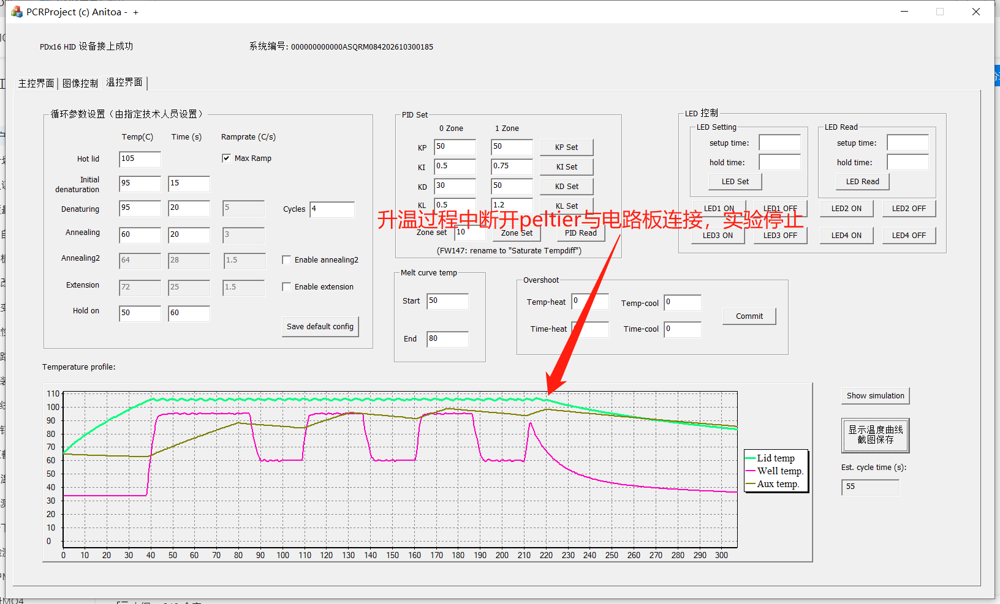 PCRProject (c) Anitoa - +
PDx16 HID 设备接上成功
系统编号: 000000000000ASQRM084202610300185
主控界面
图像控制
温控界面
循环参数设置（由指定技术人员设置）
Temp(C) Time (s) Ramprate (C/s)
Hot lid 105 Max Ramp
Initial denaturation 95 15
Denaturing 95 20 5 Cycles 4
Annealing 60 20 3
Annealing2 64 28 1.5 Enable annealing2
Extension 72 25 1.5 Enable extension
Hold on 50 60
Save default config
PID Set
0 Zone 1 Zone
KP 50 50 KP Set
KI 0.5 0.75 KI Set
KD 30 50 KD Set
KL 0.5 1.2 KL Set
升温过程中断开peltier与电路板连接，实验停止
Zone set 10 Zone Set PID Read
(FW147: rename to "Saturate Tempdiff")
LED 控制
LED Setting
setup time:
hold time:
LED Set
LED Read
setup time:
hold time:
LED Read
LED1 ON LED1 OFF LED2 ON LED2 OFF
LED3 ON LED3 OFF LED4 ON LED4 OFF
Melt curve temp
Start 50
End 80
Overshoot
Temp-heat 0 Temp-cool 0
Time-heat Time-cool 0
Commit
Temperature profile:
110
100
90
80
70
60
50
40
30
20
10
0
0 10 20 30 40 50 60 70 80 90 100 110 120 130 140 150 160 170 180 190 200 210 220 230 240 250 260 270 280 290 300
Lid temp
Well temp.
Aux temp.
Show simulation
显示温度曲线
截图保存
Est. cycle time (s):
55